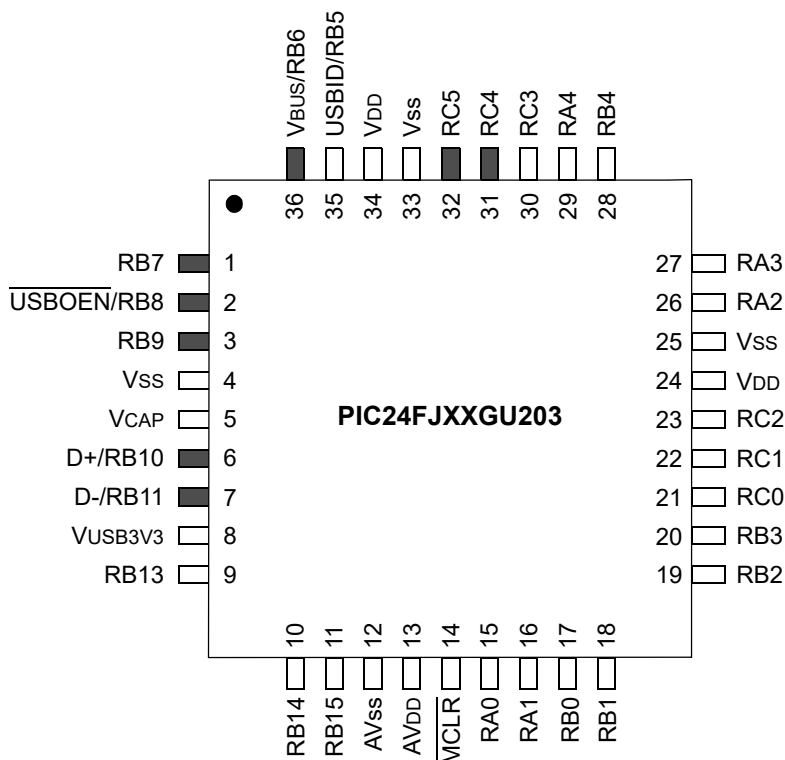 VBUS/RB6
USBID/RB5
VDD
Vss
RC5
RC4
RC3
RA4
RB4
36 35 34 33 32 31 30 29 28
RB7 1
USBOEN/RB8 2
RB9 3
VSS 4
VCAP 5
D+/RB10 6
D-/RB11 7
VUSB3V3 8
RB13 9
PIC24FJXXGU203
27 RA3
26 RA2
25 VSS
24 VDD
23 RC2
22 RC1
21 RC0
20 RB3
19 RB2
10 11 12 13 14 15 16 17 18
RB14
RB15
AVss
AVDD
MCLR
RA0
RA1
RB0
RB1